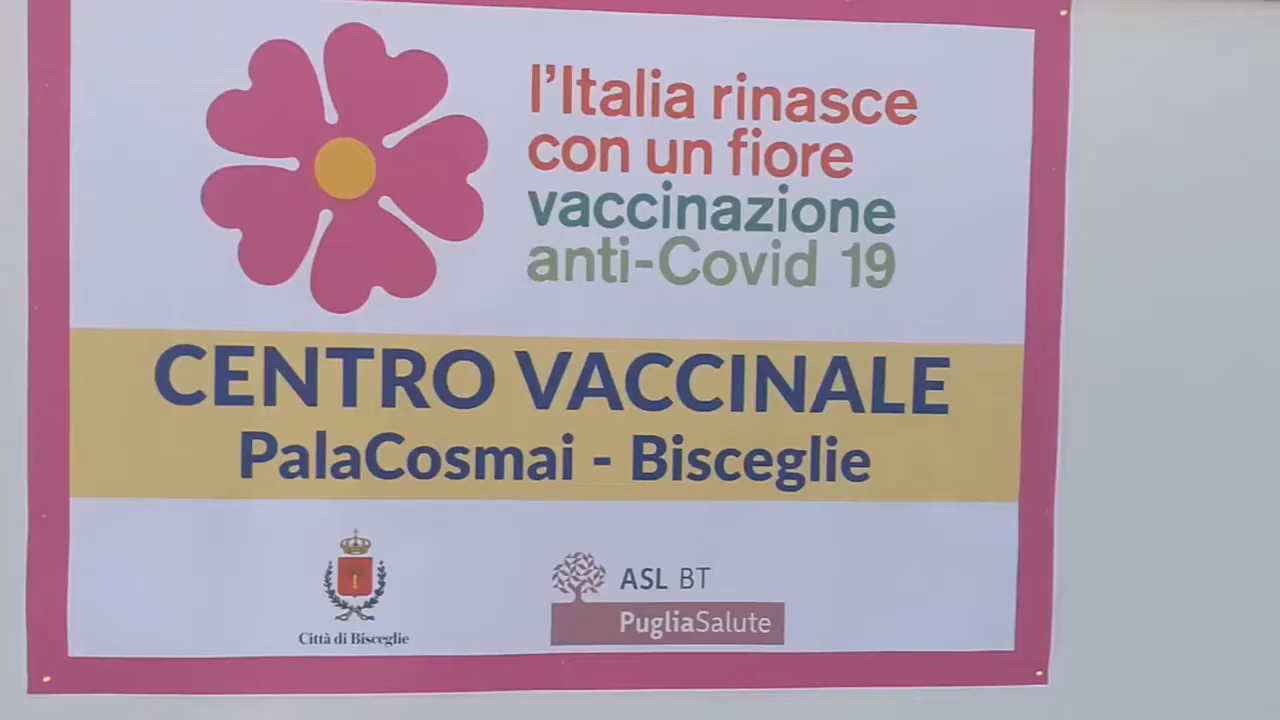 l'Italia rinasce
con un fiore
vaccinazione
anti-Covid 19
CENTRO VACCINALE
PalaCosmai - Bisceglie
Città di Bisceglie
ASL BT
PugliaSalute